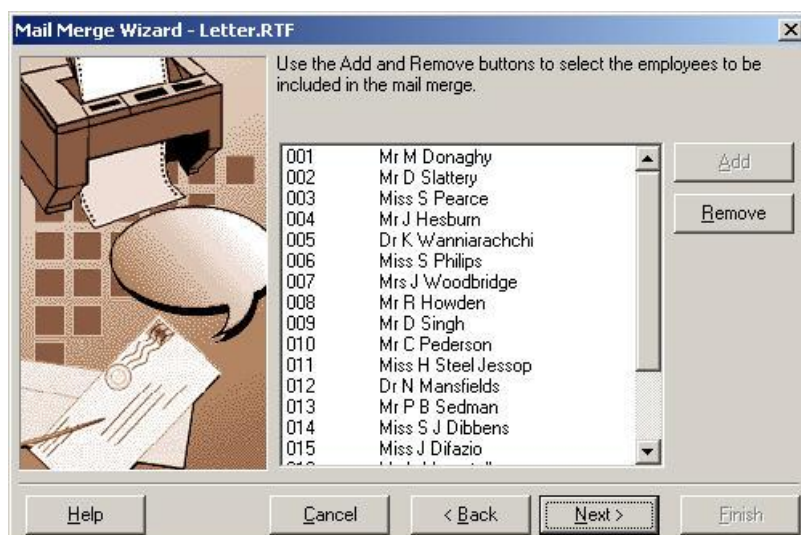 Mail Merge Wizard - Letter.RTF
Use the Add and Remove buttons to select the employees to be
included in the mail merge.
001 Mr M Donaghy
002 Mr D Slattery
003 Miss S Pearce
004 Mr J Hesburn
005 Dr K Wanniarachchi
006 Miss S Philips
007 Mrs J Woodbridge
008 Mr R Howden
009 Mr D Singh
010 Mr C Pederson
011 Miss H Steel Jessop
012 Dr N Mansfields
013 Mr P B Sedman
014 Miss S J Dibbens
015 Miss J Difazio
Add
Remove
Help
Cancel
< Back
Next >
Finish